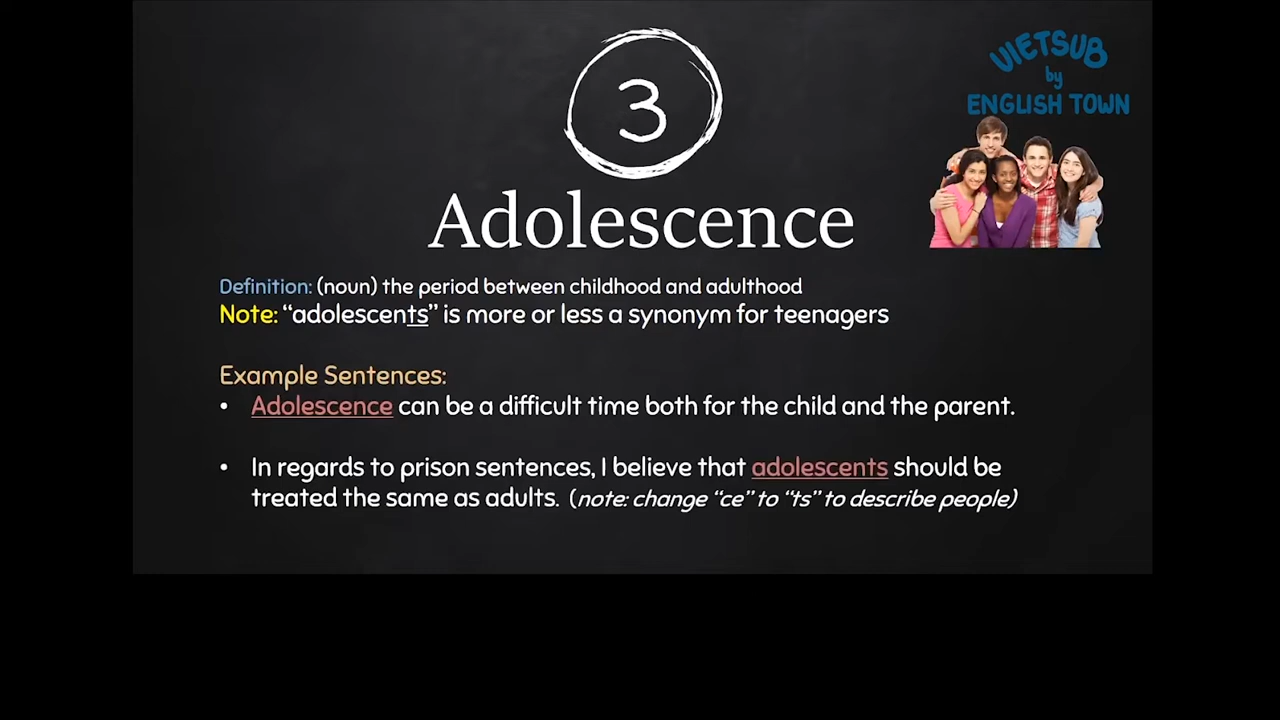 3
VIETSUB
by
ENGLISH TOWN
Adolescence
Definition: (noun) the period between childhood and adulthood
Note: “adolescents” is more or less a synonym for teenagers
Example Sentences:
• Adolescence can be a difficult time both for the child and the parent.
• In regards to prison sentences, I believe that adolescents should be
treated the same as adults. (note: change “ce” to “ts” to describe people)